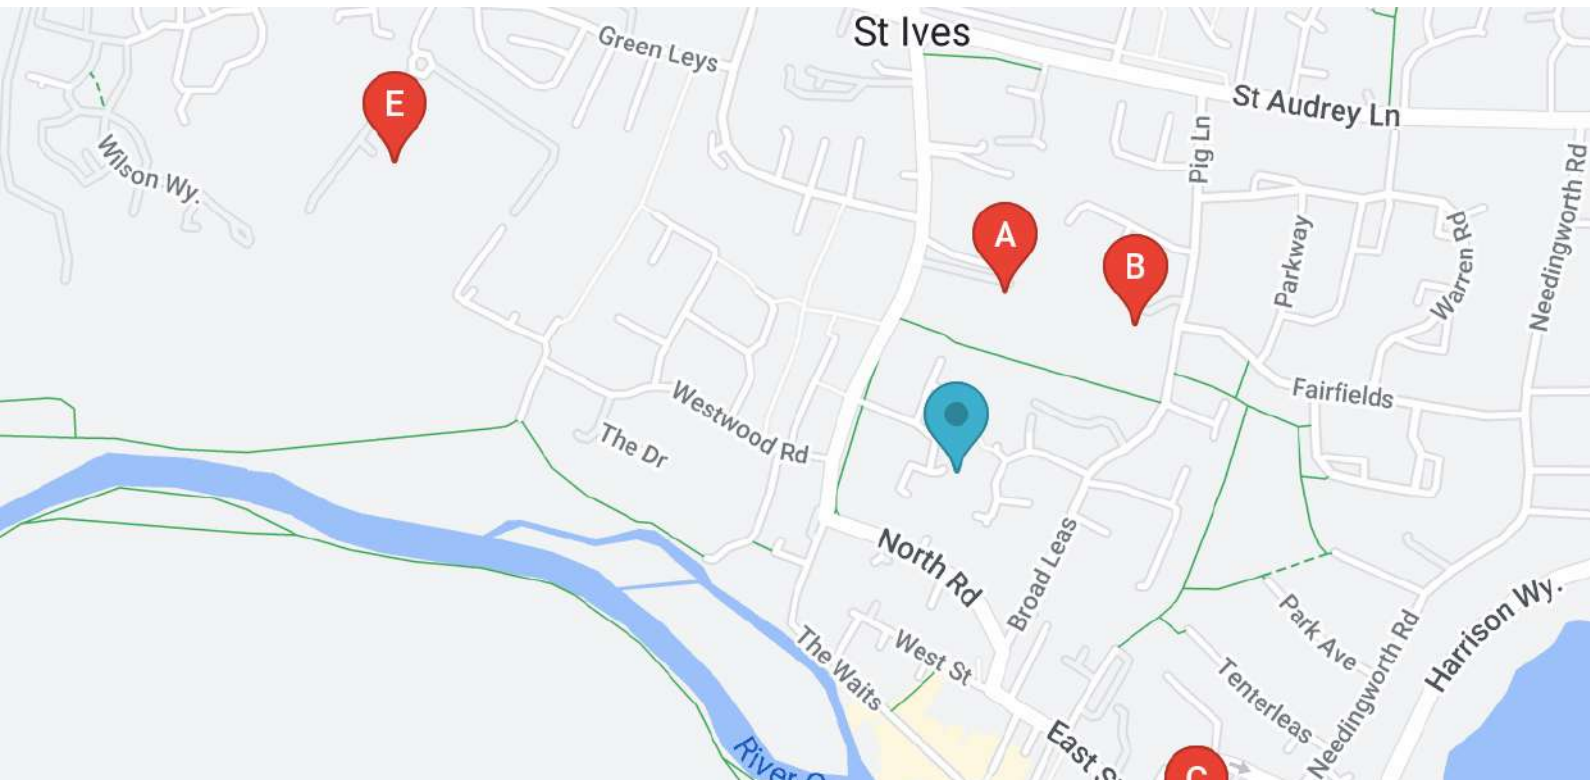 St Ives
Green Leys
E
St Audrey Ln
Pig Ln
Wilson Wy.
Needingworth Rd
A
B
Parkway
Warren Rd
Fairfields
Westwood Rd
The Dr
North Rd
Broad Leas
Park Ave
Harrison Wy.
The Waits
West St
Tenterleas
Needingworth Rd
East S
River
C